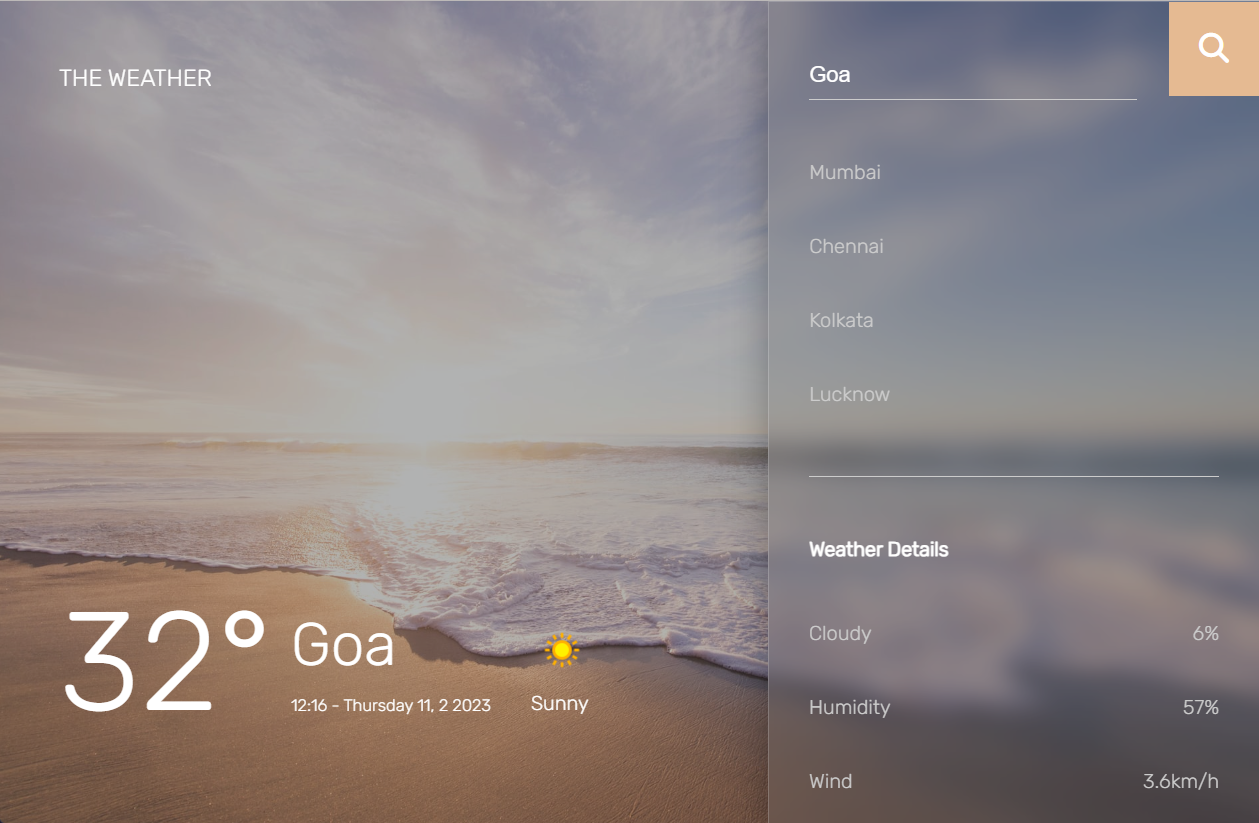 THE WEATHER
32° Goa
12:16 - Thursday 11, 2 2023
Sunny
Goa
Mumbai
Chennai
Kolkata
Lucknow
Weather Details
Cloudy 6%
Humidity 57%
Wind 3.6km/h